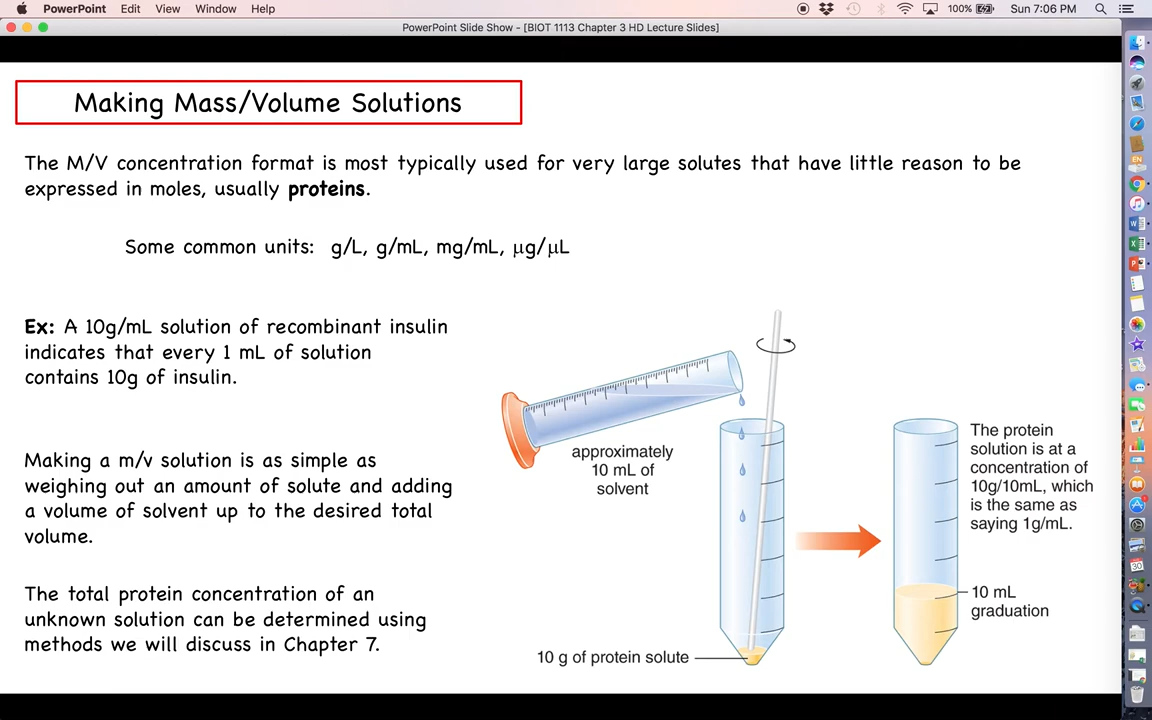 PowerPoint Edit View Window Help 100% Sun 7:06 PM
PowerPoint Slide Show - [BIOT 1113 Chapter 3 HD Lecture Slides]
Making Mass/Volume Solutions
The M/V concentration format is most typically used for very large solutes that have little reason to be
expressed in moles, usually proteins.
Some common units: g/L, g/mL, mg/mL, μg/μL
Ex: A 10g/mL solution of recombinant insulin
indicates that every 1 mL of solution
contains 10g of insulin.
Making a m/v solution is as simple as
weighing out an amount of solute and adding
a volume of solvent up to the desired total
volume.
The total protein concentration of an
unknown solution can be determined using
methods we will discuss in Chapter 7.
approximately
10 mL of
solvent
10 g of protein solute
The protein
solution is at a
concentration of
10g/10mL, which
is the same as
saying 1g/mL.
10 mL
graduation